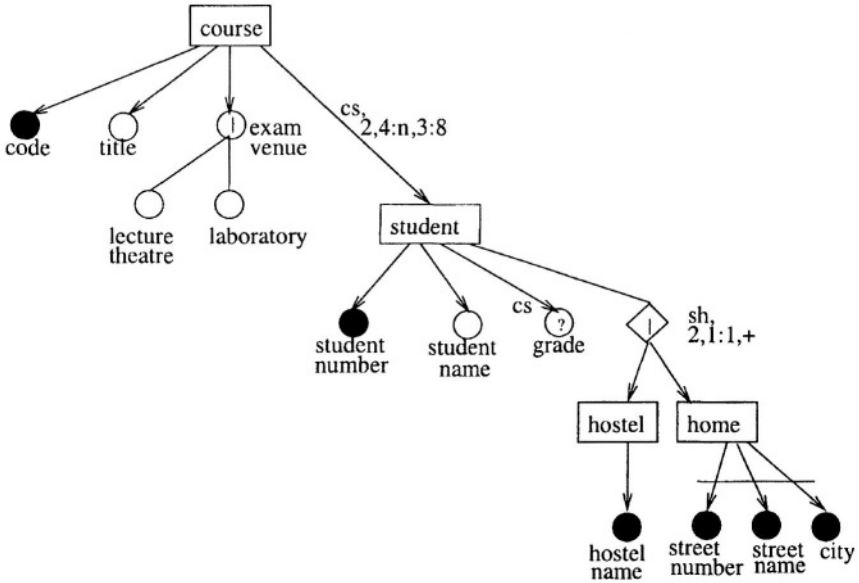 course
code
title
exam
venue
cs,
2,4:n,3:8
lecture
theatre
laboratory
student
student
number
student
name
cs
?
grade
sh,
2,1:1,+
hostel
home
hostel
name
street
number
street
name
city